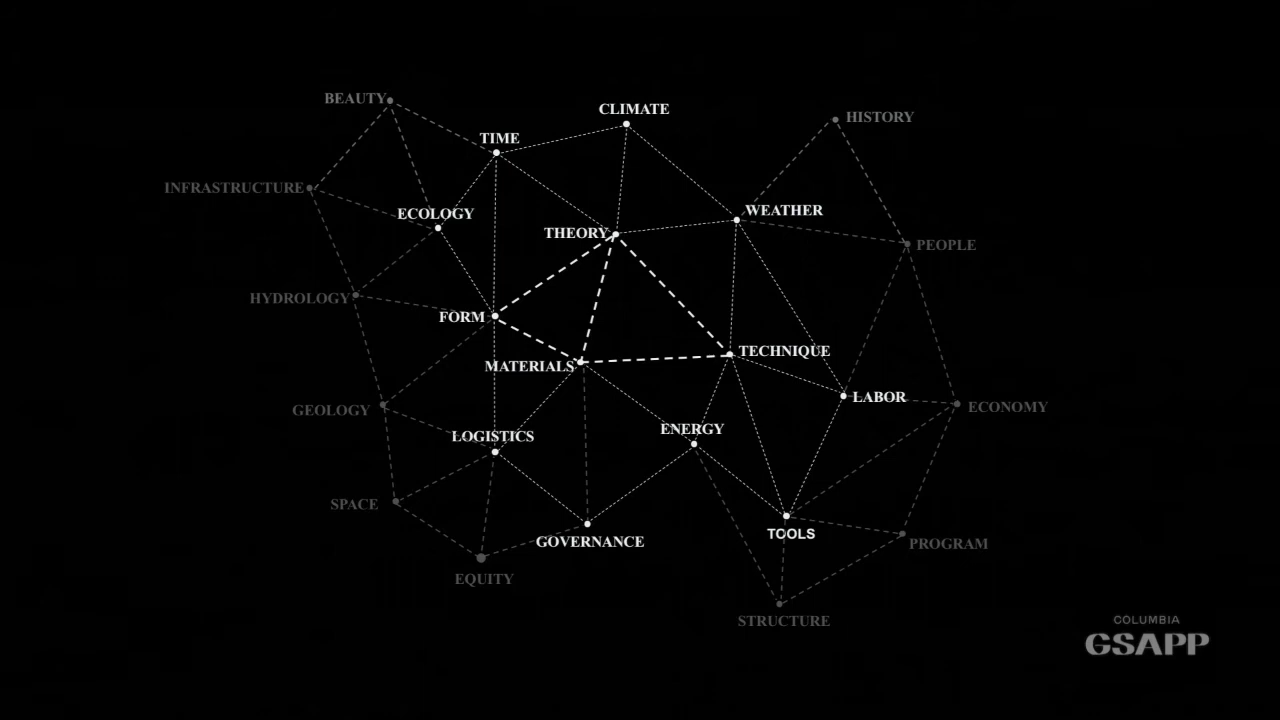 BEAUTY
CLIMATE
HISTORY
TIME
INFRASTRUCTURE
ECOLOGY
WEATHER
THEORY
PEOPLE
HYDROLOGY
FORM
TECHNIQUE
MATERIALS
LABOR
GEOLOGY
ECONOMY
LOGISTICS
ENERGY
SPACE
TOOLS
GOVERNANCE
PROGRAM
EQUITY
STRUCTURE
COLUMBIA
GSAPP